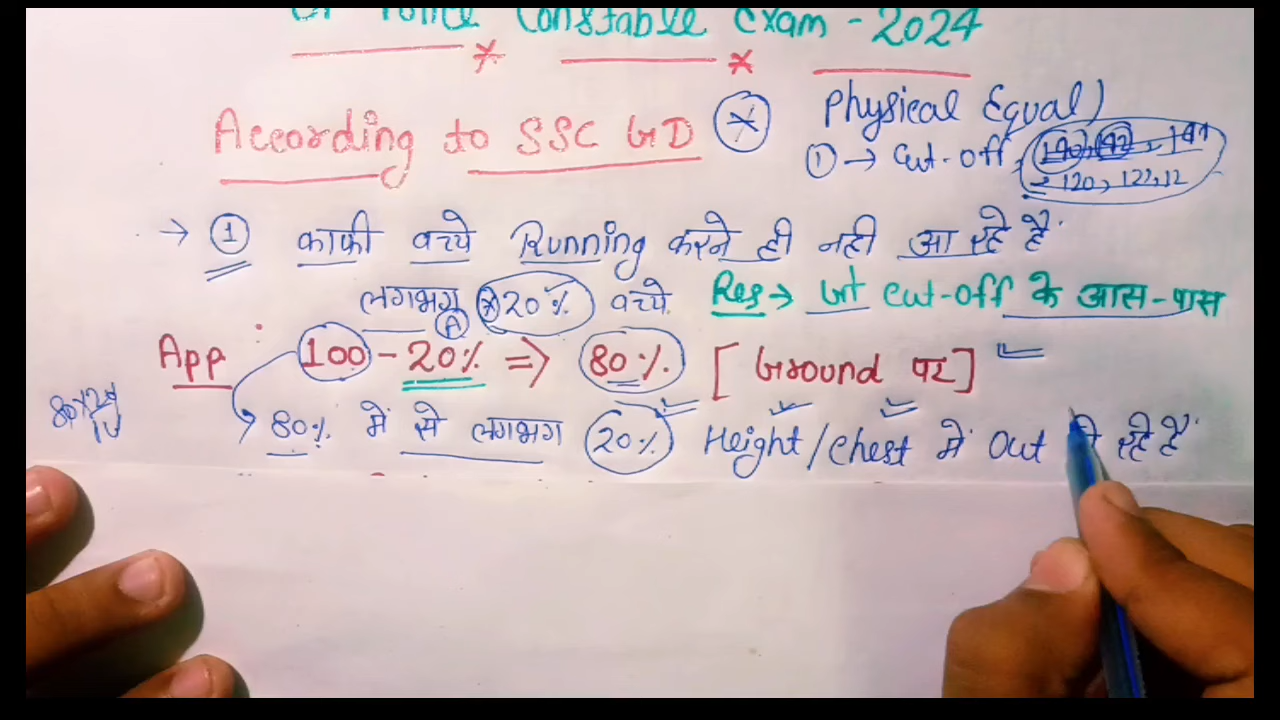 UP Police Constable Exam - 2024
According to SSC GD
Physical Equal)
① → Cut-off
120, 122, 12
→ ① काफी बच्चे Running करने ही नही आ रहे है.
लगभग 20% बच्चे.
Res → Wt Cut-off के आस-पास
A
App 100 - 20% => 80% [Ground पर]
80% में से लगभग 20% Height/Chest में Out रहे हैं.